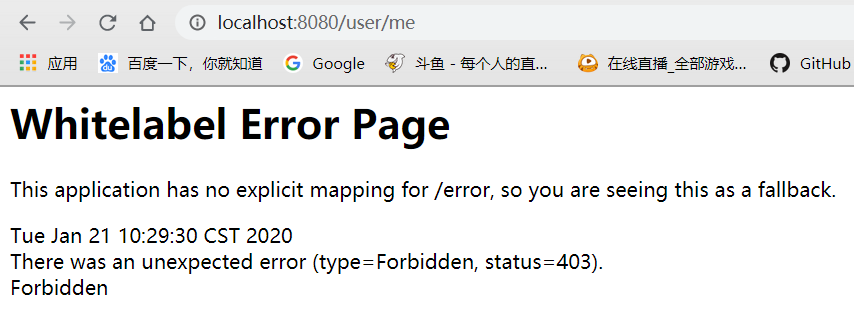 localhost:8080/user/me
应用 百度一下，你就知道 Google 斗鱼 - 每个人的直... 在线直播_全部游戏... GitHub
Whitelabel Error Page
This application has no explicit mapping for /error, so you are seeing this as a fallback.
Tue Jan 21 10:29:30 CST 2020
There was an unexpected error (type=Forbidden, status=403).
Forbidden